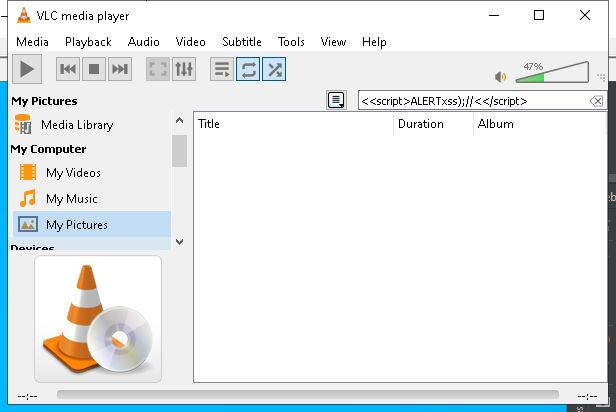 VLC media player
Media Playback Audio Video Subtitle Tools View Help
47%
My Pictures
<<script>ALERTxss);//<</script>
Media Library
Title Duration Album
My Computer
My Videos
My Music
My Pictures
Devices
--:-- --:--